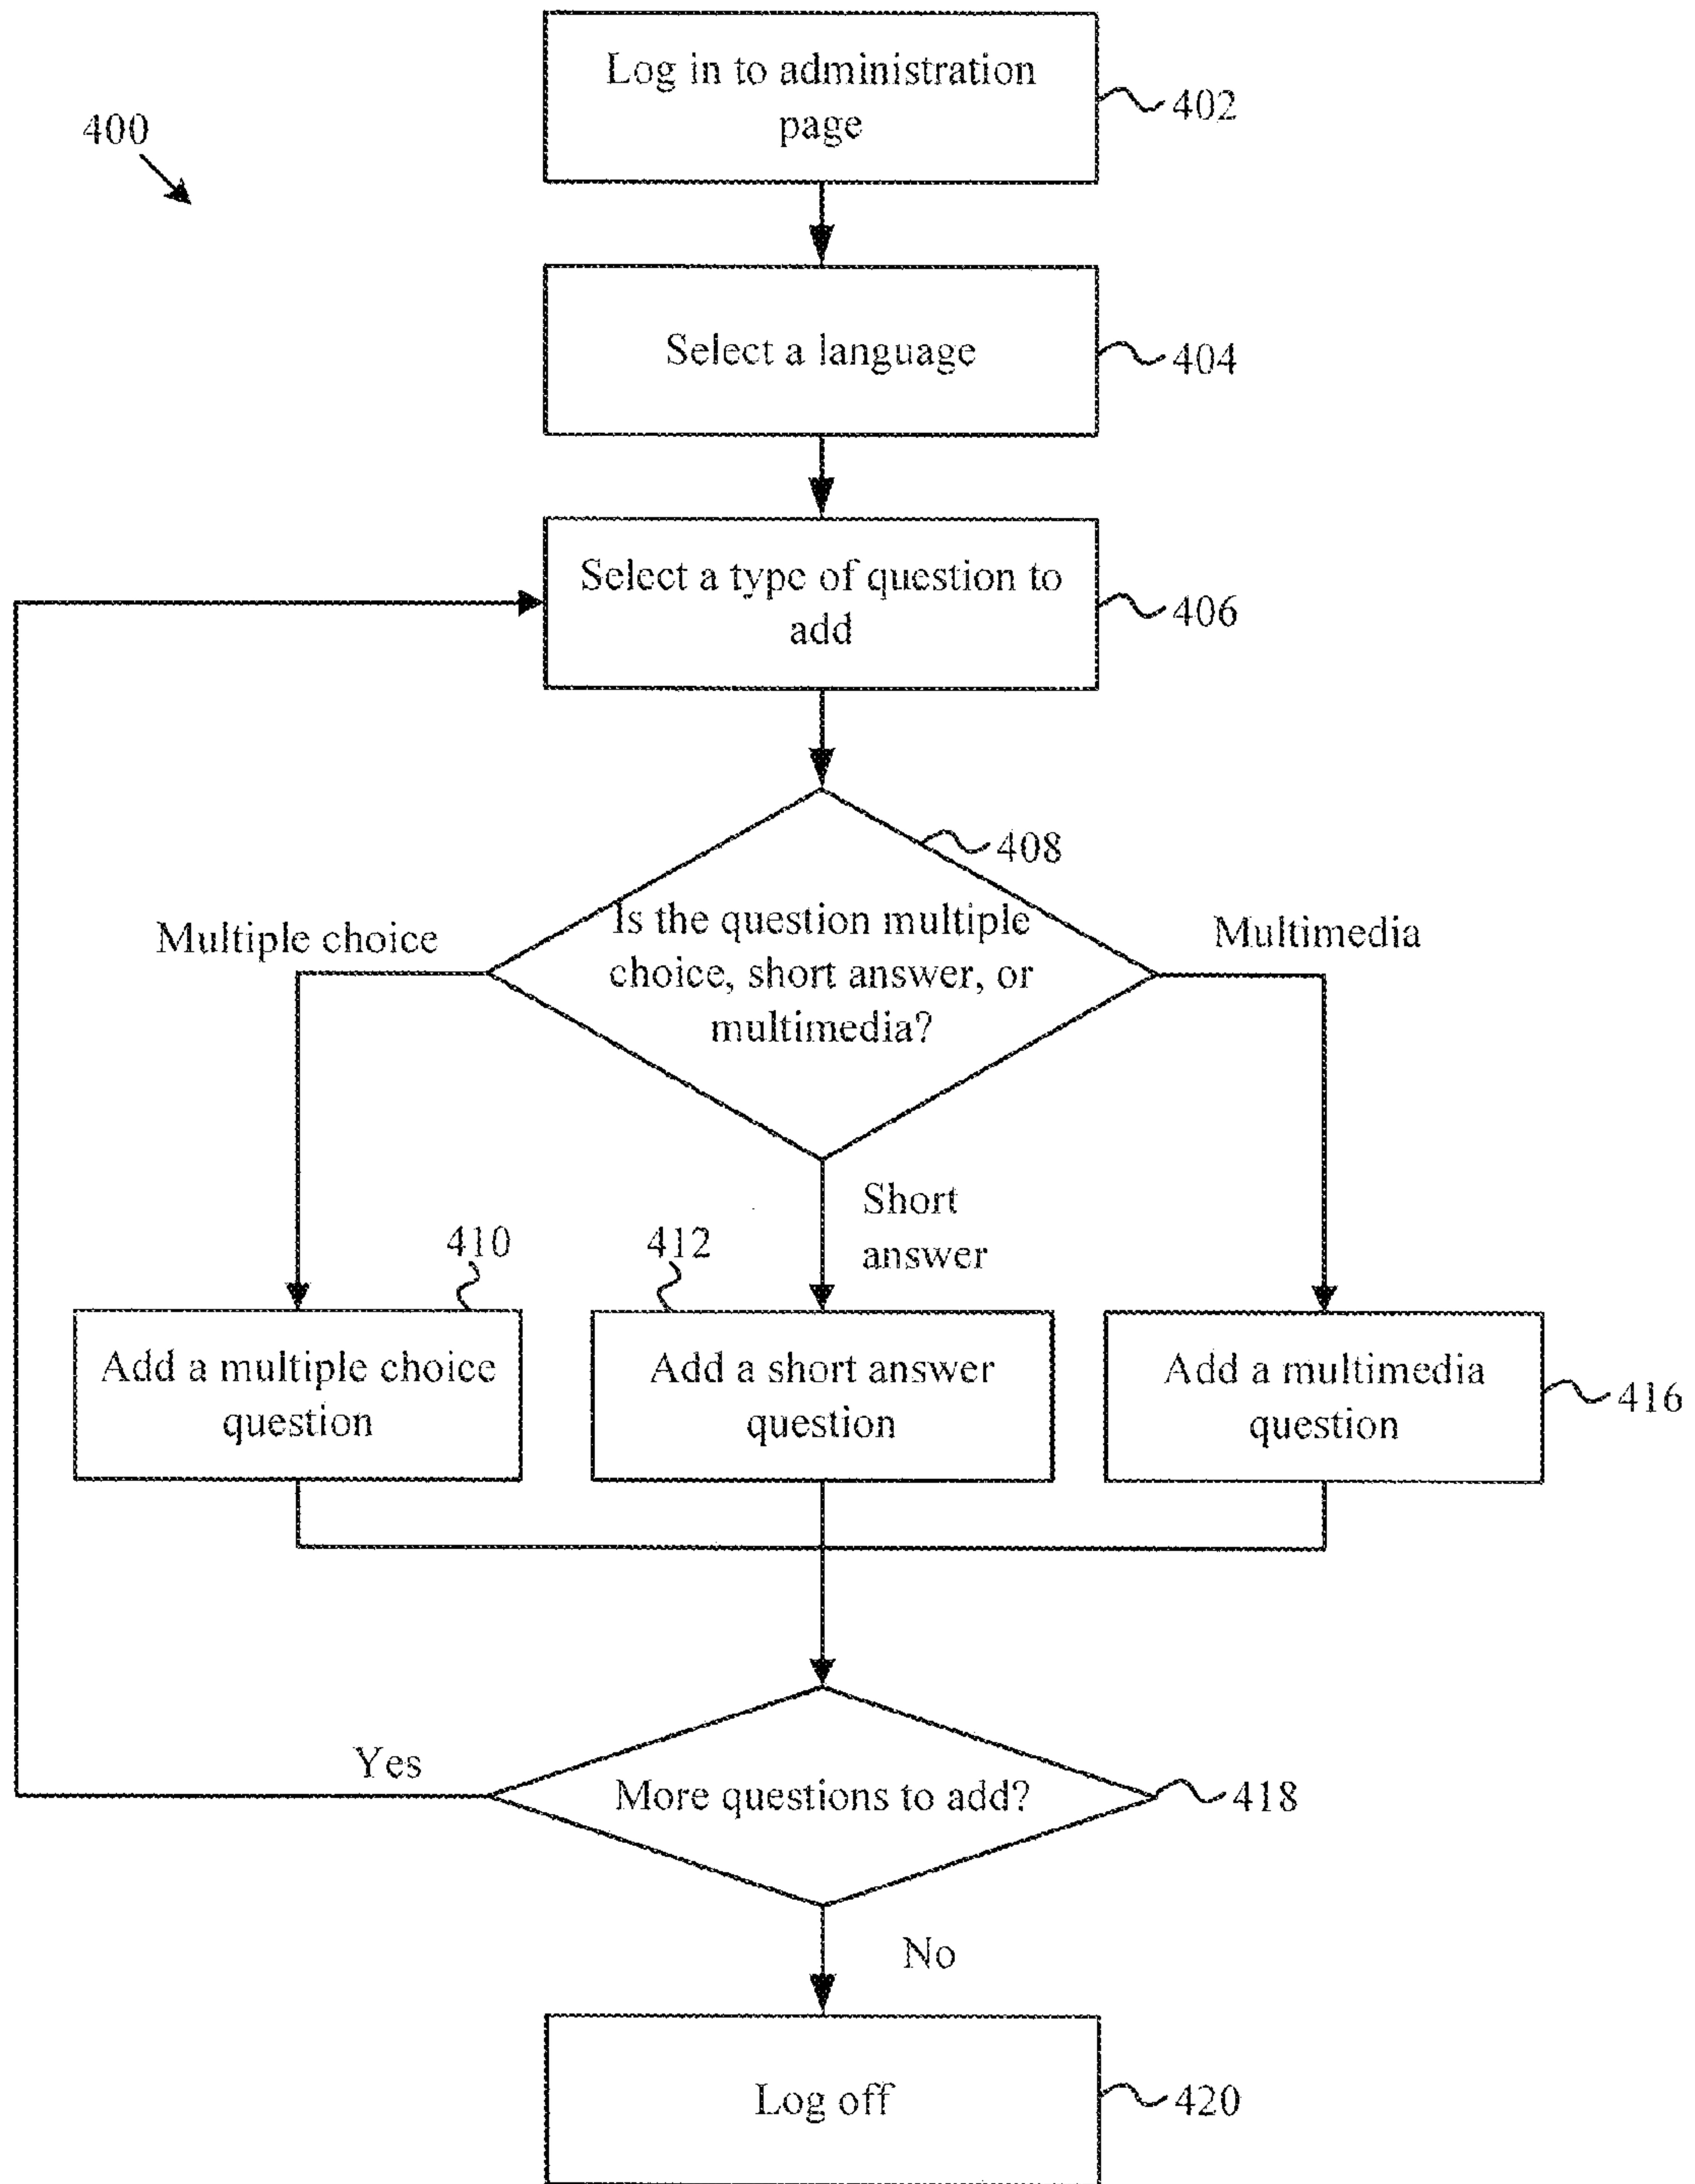 Log in to administration
page
402
400
Select a language
404
Select a type of question to
add
406
408
Is the question multiple
choice, short answer, or
multimedia?
Multiple choice
Multimedia
Short
answer
410
412
Add a multiple choice
question
Add a short answer
question
Add a multimedia
question
416
Yes
More questions to add?
418
No
Log off
420